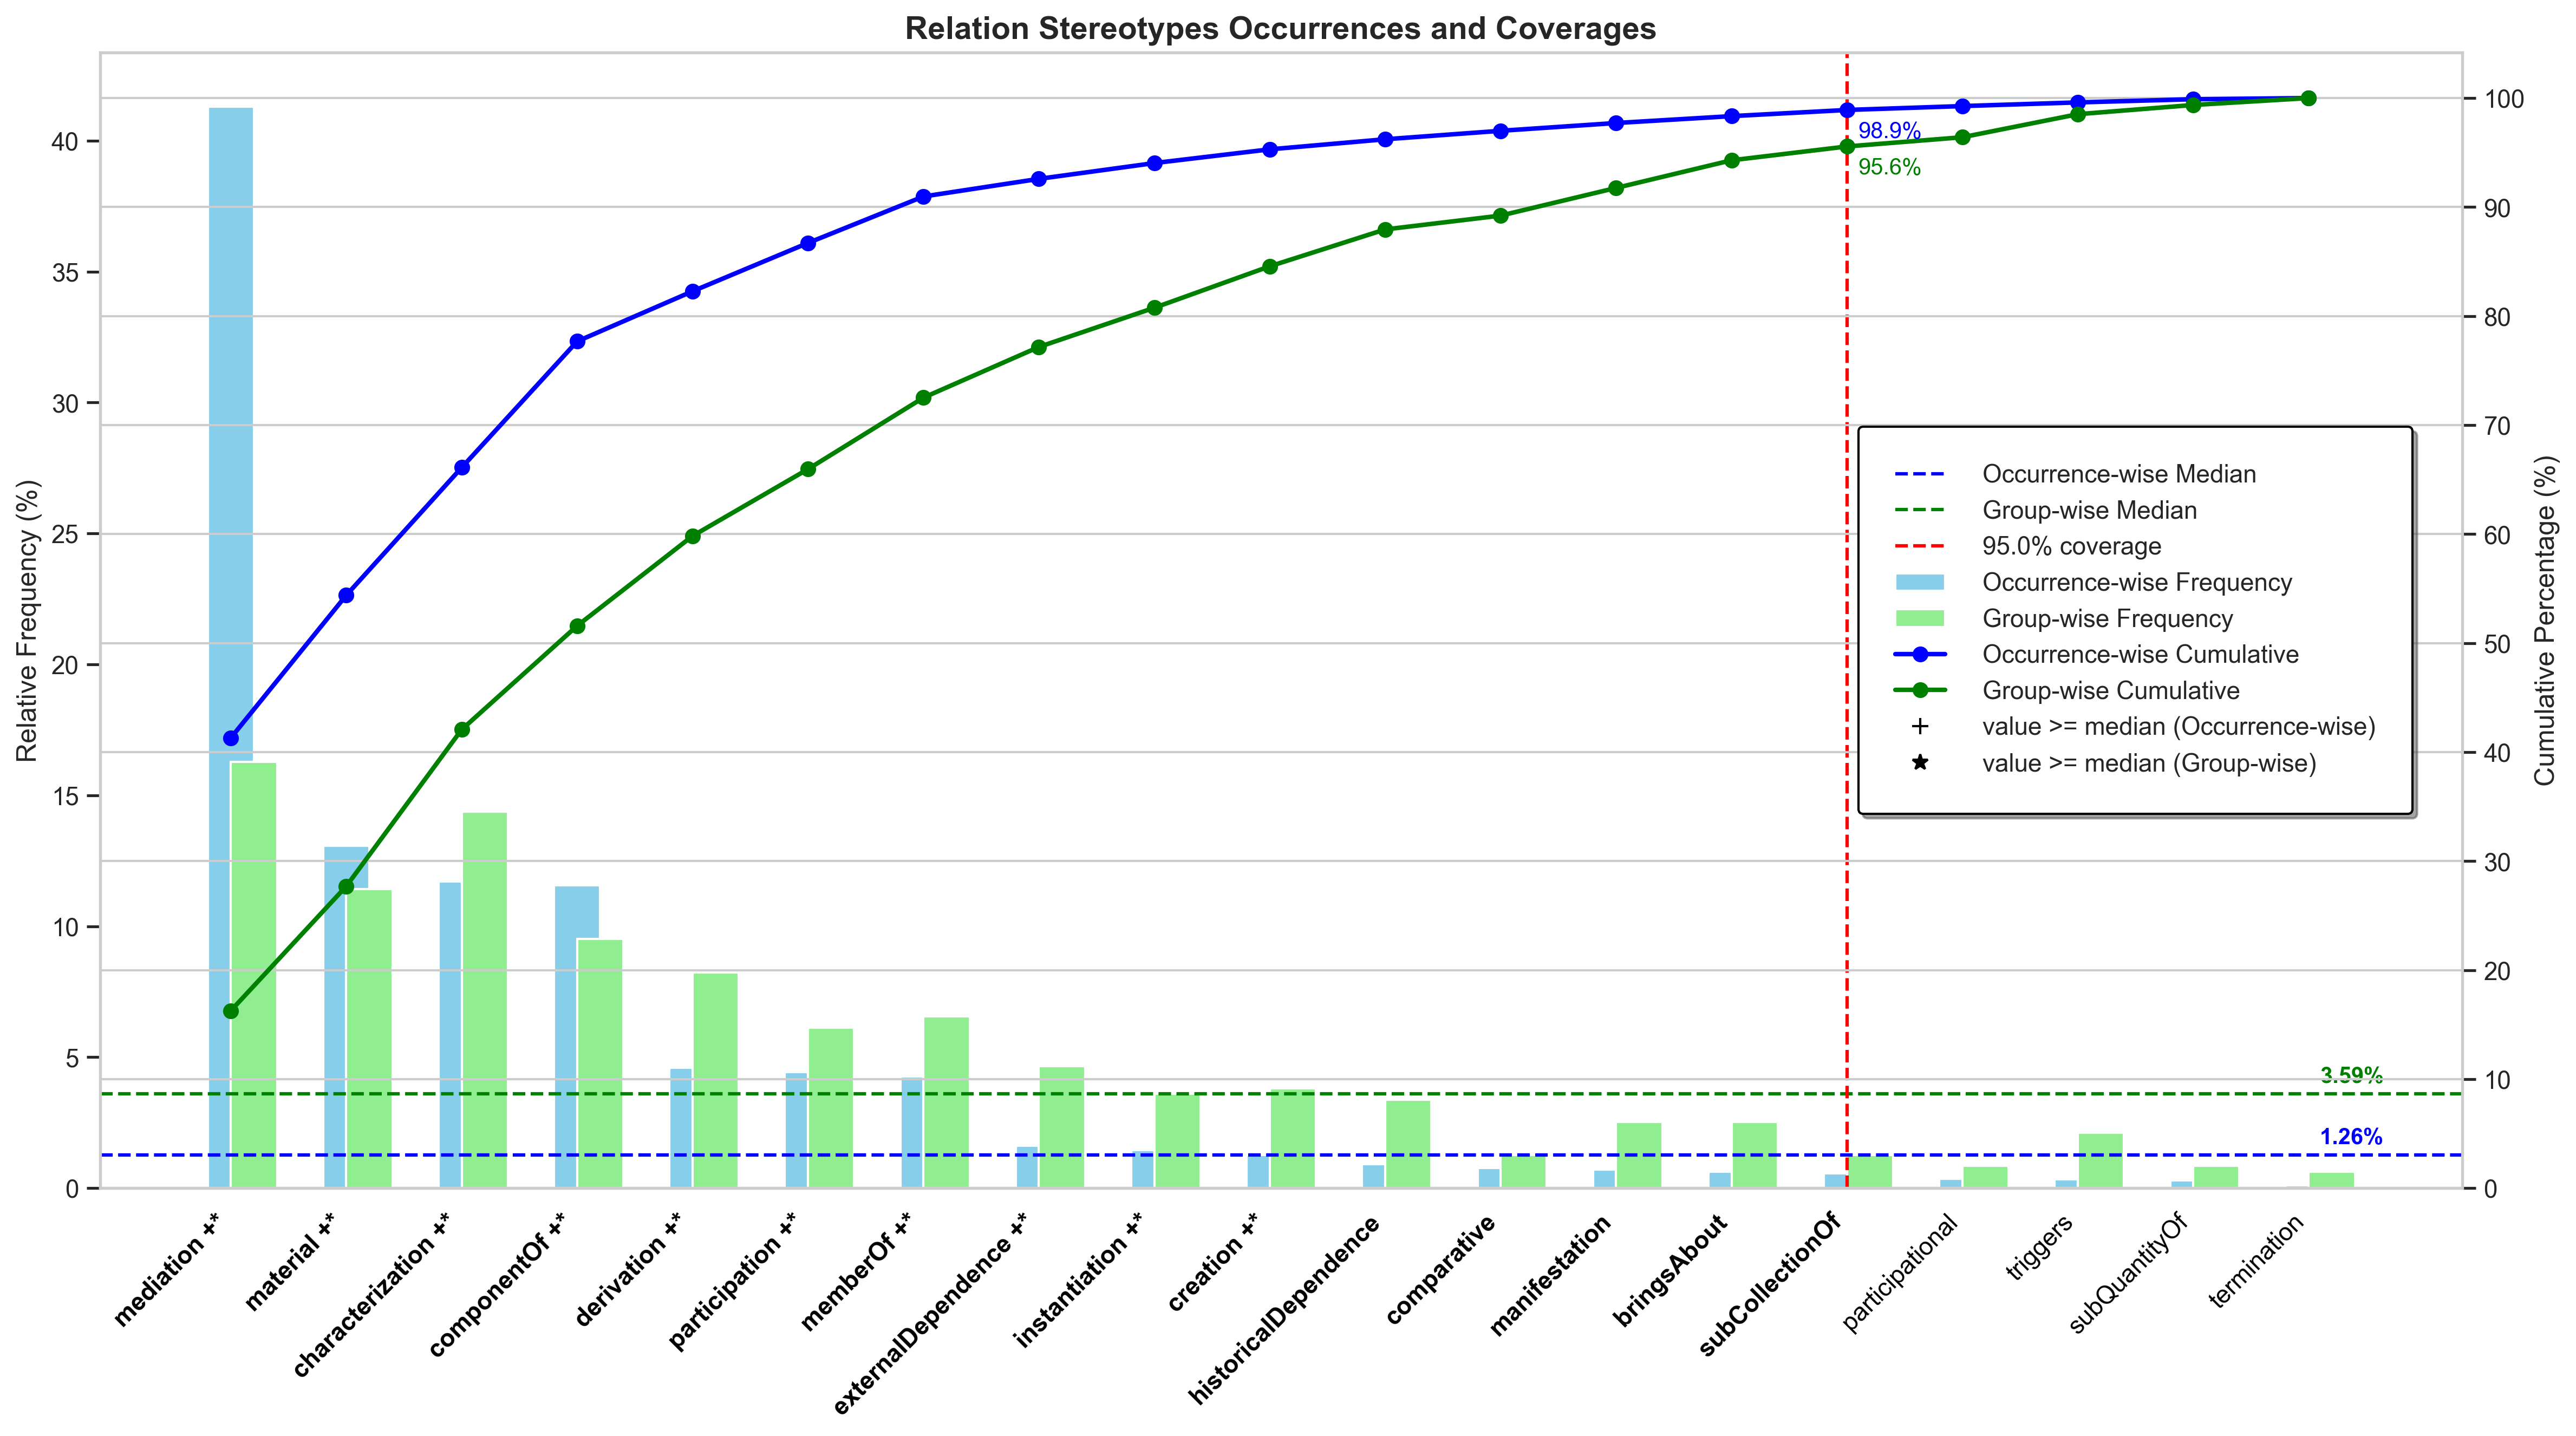 Relation Stereotypes Occurrences and Coverages
Relative Frequency (%)
40
35
30
25
20
15
10
5
0
100
90
80
70
60
50
40
30
20
10
0
Cumulative Percentage (%)
98.9%
95.6%
Occurrence-wise Median
Group-wise Median
95.0% coverage
Occurrence-wise Frequency
Group-wise Frequency
Occurrence-wise Cumulative
Group-wise Cumulative
+ value >= median (Occurrence-wise)
★ value >= median (Group-wise)
3.59%
1.26%
mediation +*
material +*
characterization +*
componentOf +*
derivation +*
participation +*
memberOf +*
externalDependence +*
instantiation +*
creation +*
historicalDependence
comparative
manifestation
bringsAbout
subCollectionOf
participational
triggers
subQuantityOf
termination